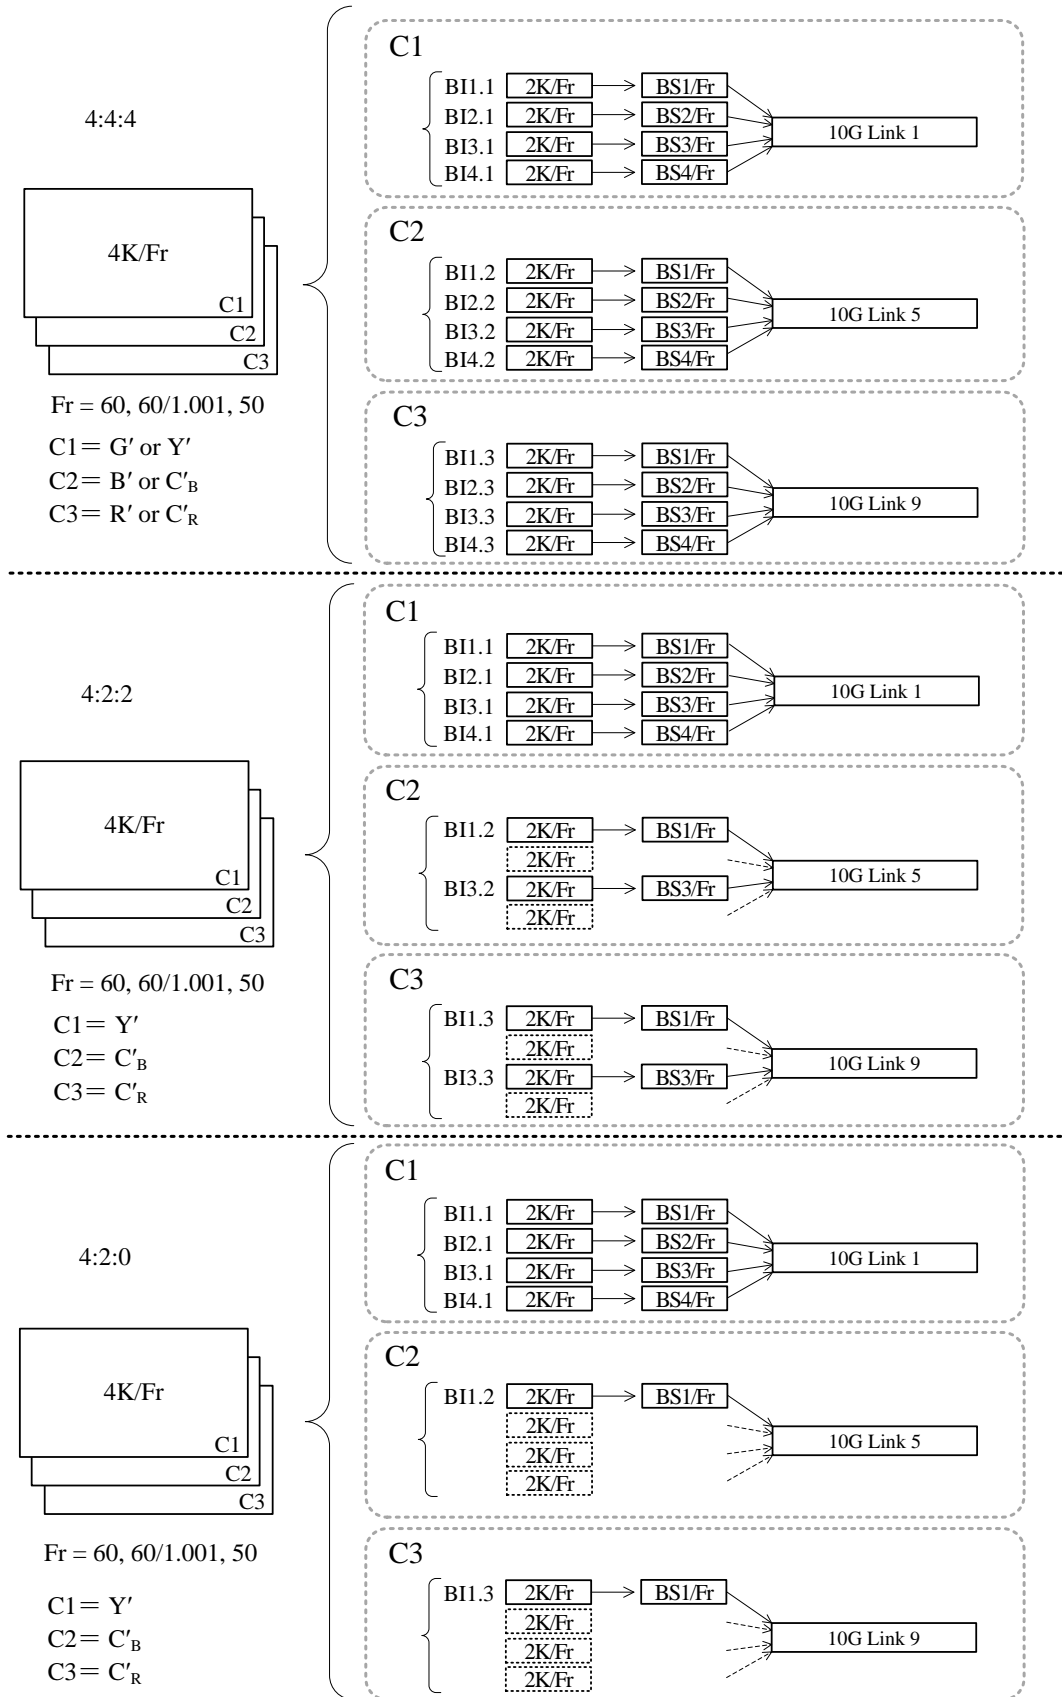 4:4:4
4K/Fr
C1
C2
C3
Fr = 60, 60/1.001, 50
C1= G′ or Y′
C2= B′ or C′B
C3= R′ or C′R
C1
BI1.1 2K/Fr BS1/Fr
BI2.1 2K/Fr BS2/Fr
BI3.1 2K/Fr BS3/Fr
BI4.1 2K/Fr BS4/Fr
10G Link 1
C2
BI1.2 2K/Fr BS1/Fr
BI2.2 2K/Fr BS2/Fr
BI3.2 2K/Fr BS3/Fr
BI4.2 2K/Fr BS4/Fr
10G Link 5
C3
BI1.3 2K/Fr BS1/Fr
BI2.3 2K/Fr BS2/Fr
BI3.3 2K/Fr BS3/Fr
BI4.3 2K/Fr BS4/Fr
10G Link 9
4:2:2
4K/Fr
C1
C2
C3
Fr = 60, 60/1.001, 50
C1= Y′
C2= C′B
C3= C′R
C1
BI1.1 2K/Fr BS1/Fr
BI2.1 2K/Fr BS2/Fr
BI3.1 2K/Fr BS3/Fr
BI4.1 2K/Fr BS4/Fr
10G Link 1
C2
BI1.2 2K/Fr BS1/Fr
2K/Fr
BI3.2 2K/Fr BS3/Fr
2K/Fr
10G Link 5
C3
BI1.3 2K/Fr BS1/Fr
2K/Fr
BI3.3 2K/Fr BS3/Fr
2K/Fr
10G Link 9
4:2:0
4K/Fr
C1
C2
C3
Fr = 60, 60/1.001, 50
C1= Y′
C2= C′B
C3= C′R
C1
BI1.1 2K/Fr BS1/Fr
BI2.1 2K/Fr BS2/Fr
BI3.1 2K/Fr BS3/Fr
BI4.1 2K/Fr BS4/Fr
10G Link 1
C2
BI1.2 2K/Fr BS1/Fr
2K/Fr
2K/Fr
2K/Fr
10G Link 5
C3
BI1.3 2K/Fr BS1/Fr
2K/Fr
2K/Fr
2K/Fr
10G Link 9